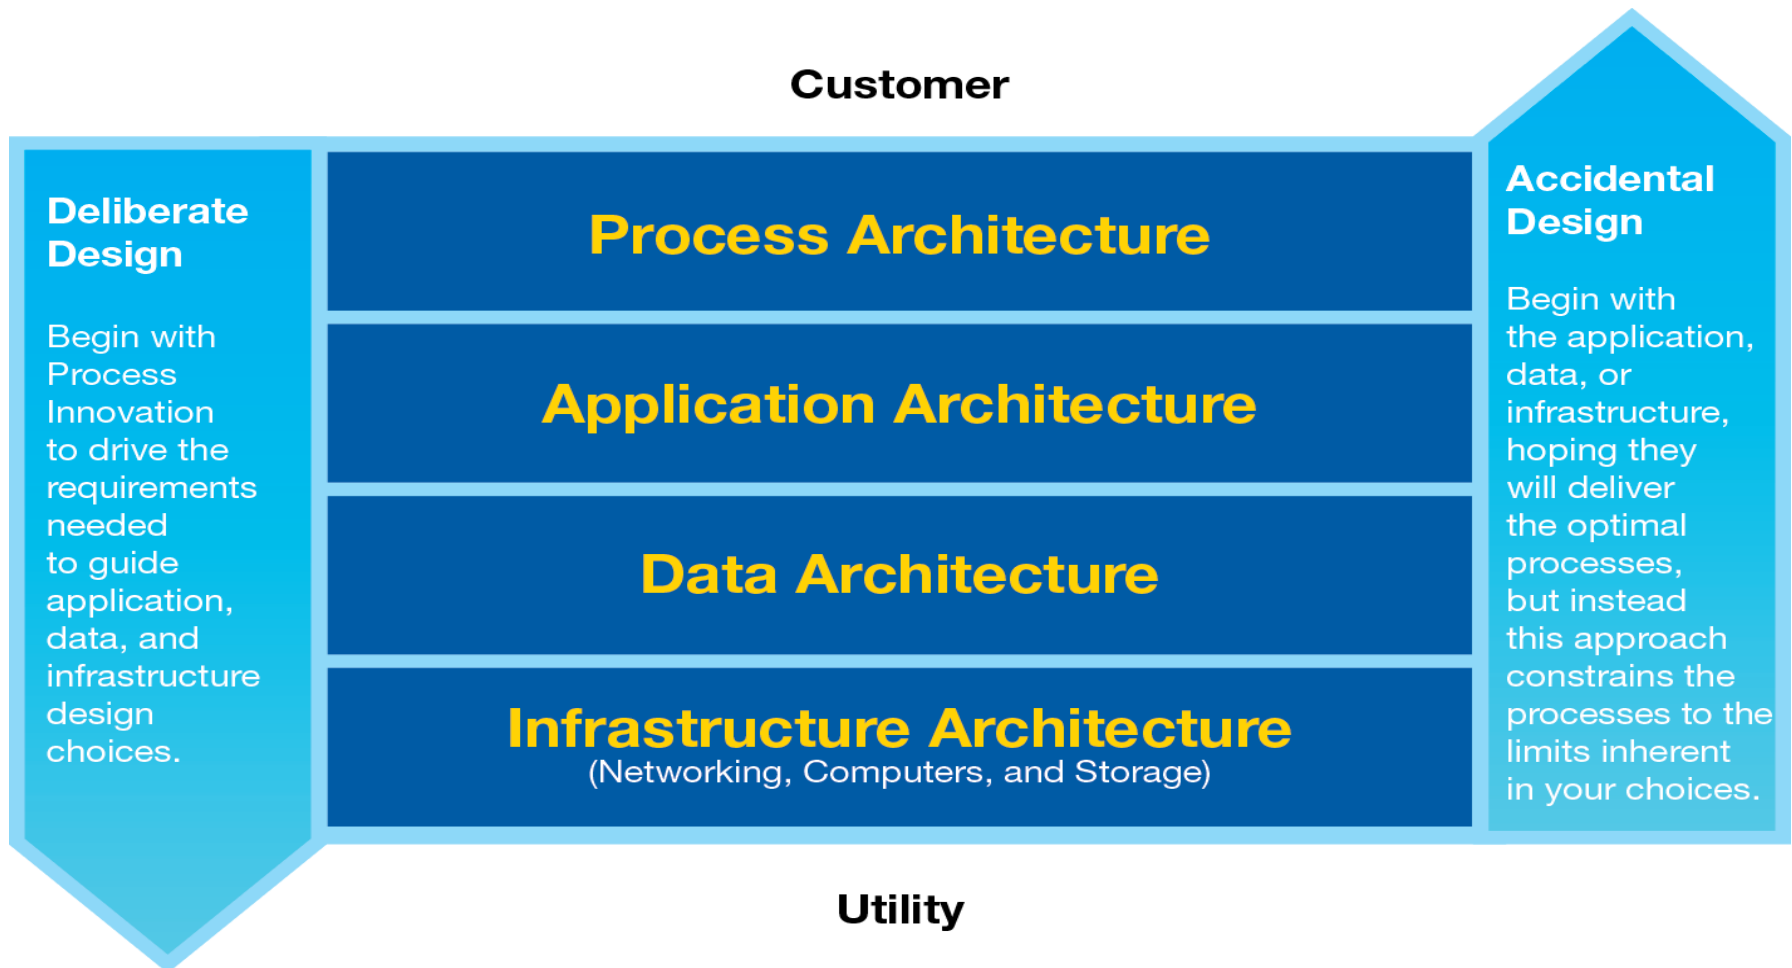 Customer
Deliberate
Design
Begin with
Process
Innovation
to drive the
requirements
needed
to guide
application,
data, and
infrastructure
design
choices.
Process Architecture
Application Architecture
Data Architecture
Infrastructure Architecture
(Networking, Computers, and Storage)
Accidental
Design
Begin with
the application,
data, or
infrastructure,
hoping they
will deliver
the optimal
processes,
but instead
this approach
constrains the
processes to the
limits inherent
in your choices.
Utility